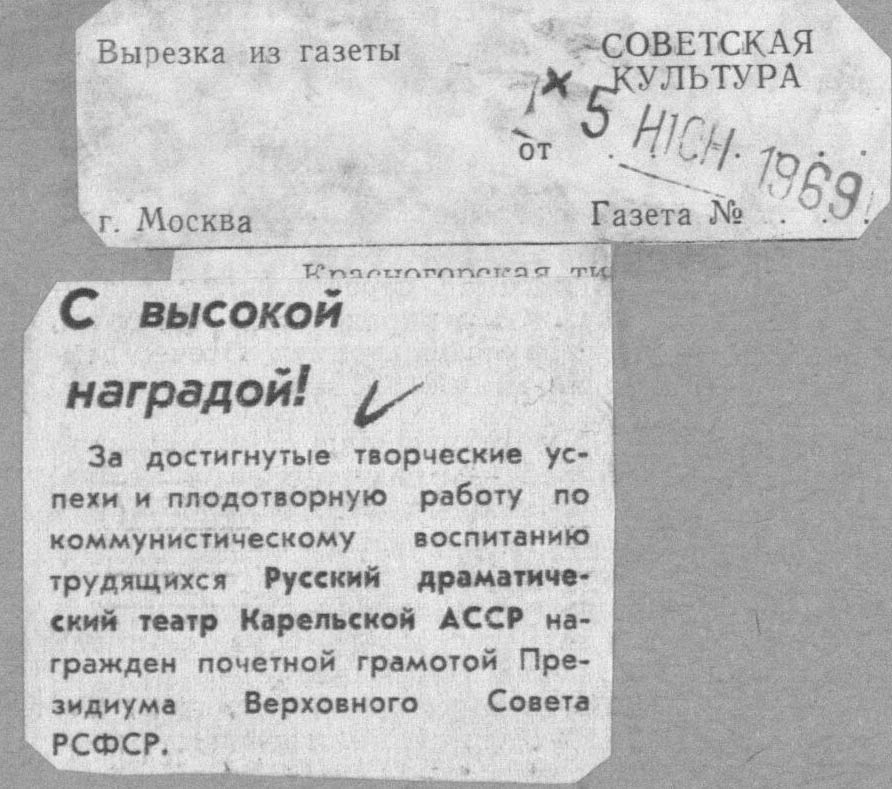 Вырезка из газеты
СОВЕТСКАЯ
КУЛЬТУРА
от 5 ИЮН. 1969
г. Москва
Газета № . . .
Красногорская ти
С высокой
наградой!
За достигнутые творческие ус-
пехи и плодотворную работу по
коммунистическому воспитанию
трудящихся Русский драматиче-
ский театр Карельской АССР на-
гражден почетной грамотой Пре-
зидиума Верховного Совета
РСФСР.